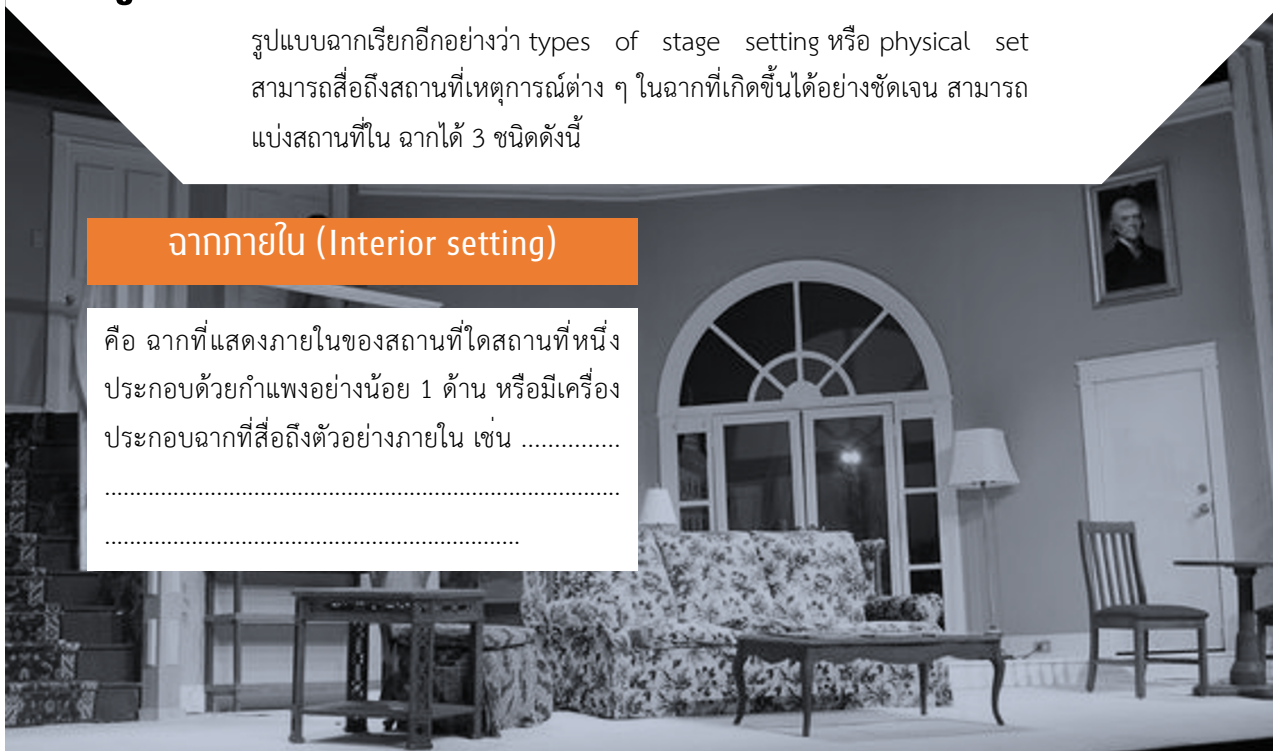 รูปแบบฉากเรียกอีกอย่างว่า types of stage setting หรือ physical set
สามารถสื่อถึงสถานที่เหตุการณ์ต่าง ๆ ในฉากที่เกิดขึ้นได้อย่างชัดเจน สามารถ
แบ่งสถานที่ใน ฉากได้ 3 ชนิดดังนี้
ฉากภายใน (Interior setting)
คือ ฉากที่แสดงภายในของสถานที่ใดสถานที่หนึ่ง
ประกอบด้วยกำแพงอย่างน้อย 1 ด้าน หรือมีเครื่อง
ประกอบฉากที่สื่อถึงตัวอย่างภายใน เช่น ................
...................................................................................
...................................................................